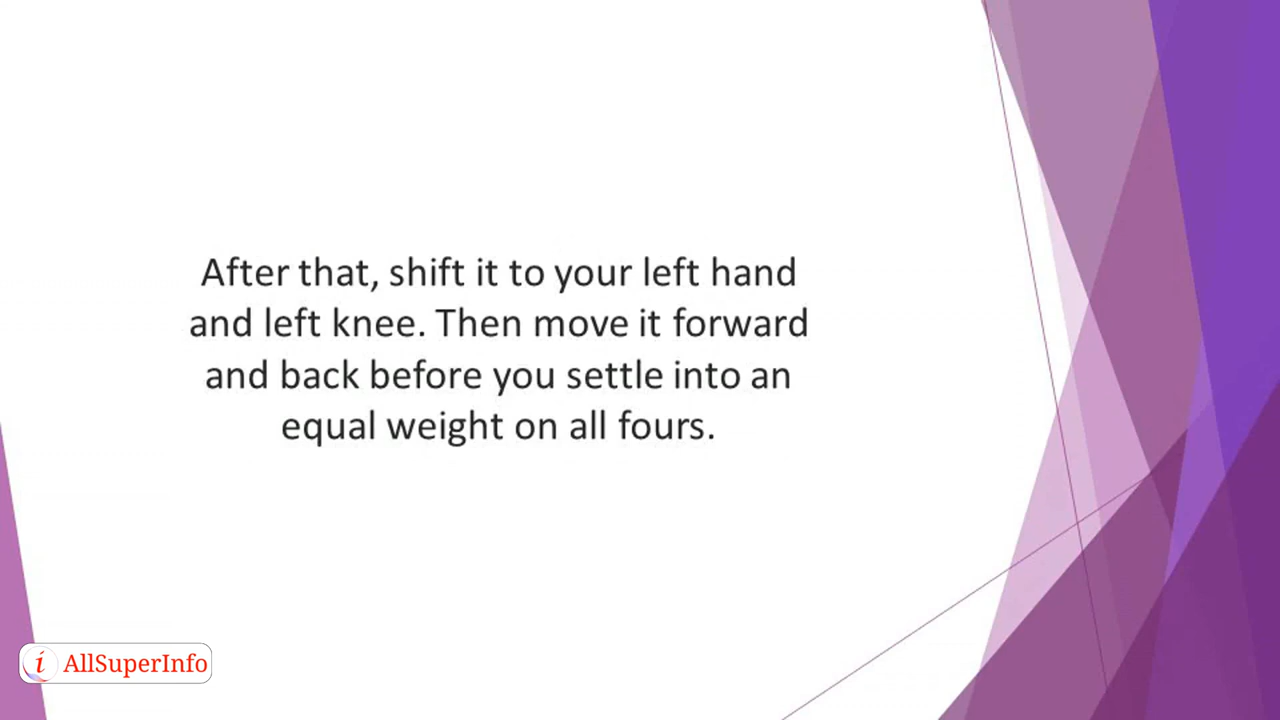 After that, shift it to your left hand
and left knee. Then move it forward
and back before you settle into an
equal weight on all fours.
i AllSuperInfo